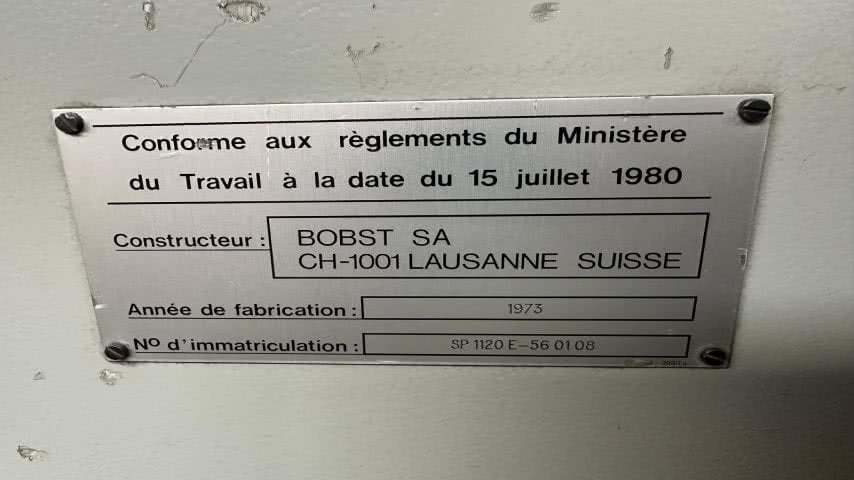 Conforme aux règlements du Ministère
du Travail à la date du 15 juillet 1980
Constructeur : BOBST SA
CH-1001 LAUSANNE SUISSE
Année de fabrication : 1973
Nº d'immatriculation : SP 1120 E-56 01 08